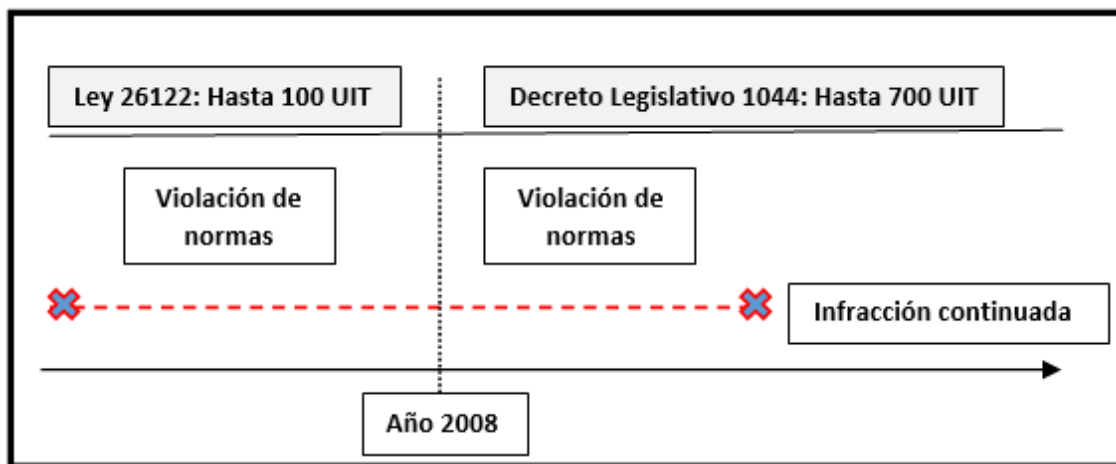 Ley 26122: Hasta 100 UIT
Decreto Legislativo 1044: Hasta 700 UIT
Violación de
normas
Violación de
normas
Infracción continuada
Año 2008